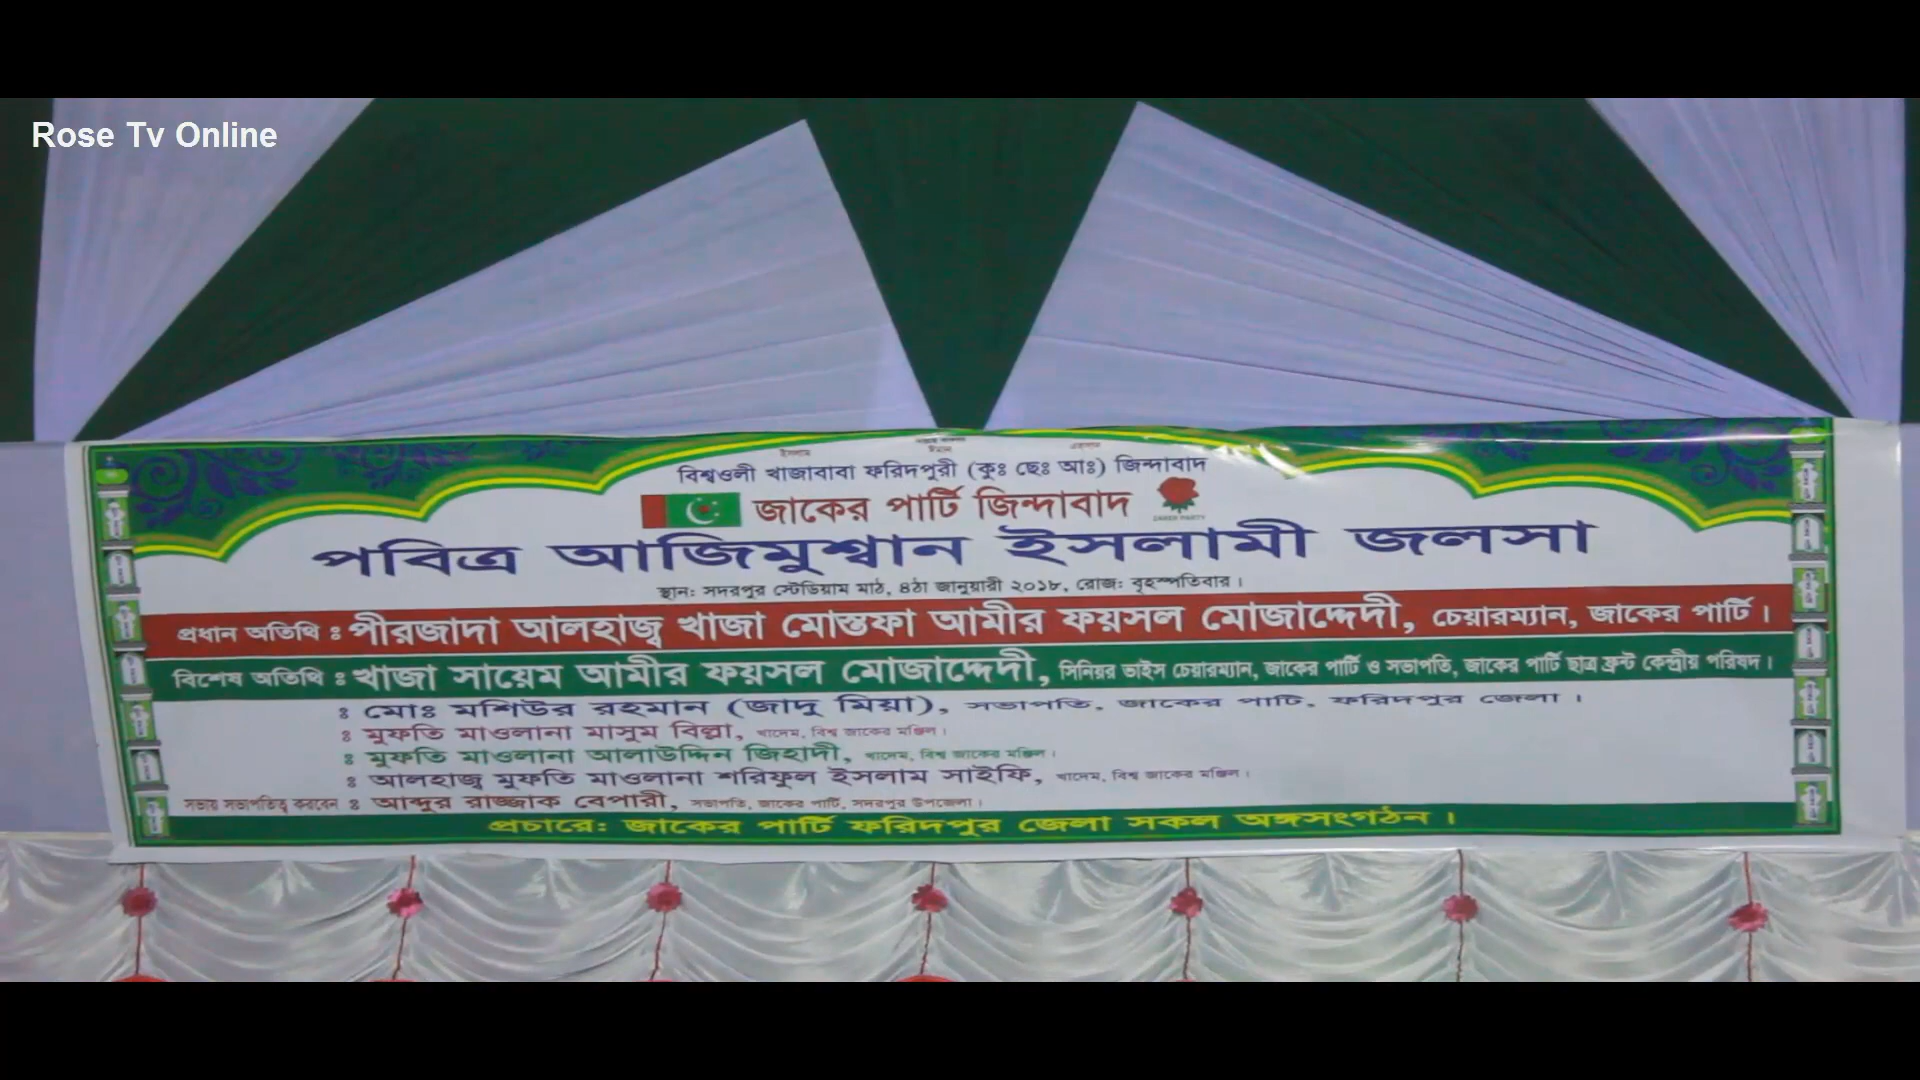 Rose Tv Online
ইসলাম
বিশ্বওলী খাজাবাবা ফরিদপুরী (কুঃ ছেঃ আঃ) জিন্দাবাদ
জাকের পার্টি জিন্দাবাদ
ZAKER PARTY
পবিত্র আজিমুশ্বান ইসলামী জলসা
স্থান: সদরপুর স্টেডিয়াম মাঠ, ৪ঠা জানুয়ারী ২০১৮, রোজ: বৃহস্পতিবার।
প্রধান অতিথি ঃ পীরজাদা আলহাজ্ব খাজা মোস্তফা আমীর ফয়সল মোজাদ্দেদী, চেয়ারম্যান, জাকের পার্টি।
বিশেষ অতিথি ঃ খাজা সায়েম আমীর ফয়সল মোজাদ্দেদী, সিনিয়র ভাইস চেয়ারম্যান, জাকের পার্টি ও সভাপতি, জাকের পার্টি ছাত্র ফ্রন্ট কেন্দ্রীয় পরিষদ।
ঃ মোঃ মশিউর রহমান (জাদু মিয়া), সভাপতি, জাকের পার্টি, ফরিদপুর জেলা।
ঃ মুফতি মাওলানা মাসুম বিল্লা, খাদেম, বিশ্ব জাকের মঞ্জিল।
ঃ মুফতি মাওলানা আলাউদ্দিন জিহাদী, খাদেম, বিশ্ব জাকের মঞ্জিল।
ঃ আলহাজ্ব মুফতি মাওলানা শরিফুল ইসলাম সাইফি, খাদেম, বিশ্ব জাকের মঞ্জিল।
সভায় সভাপতিত্ব করবেন ঃ আব্দুর রাজ্জাক বেপারী, সভাপতি, জাকের পার্টি, সদরপুর উপজেলা।
প্রচারে: জাকের পার্টি ফরিদপুর জেলা সকল অঙ্গসংগঠন।